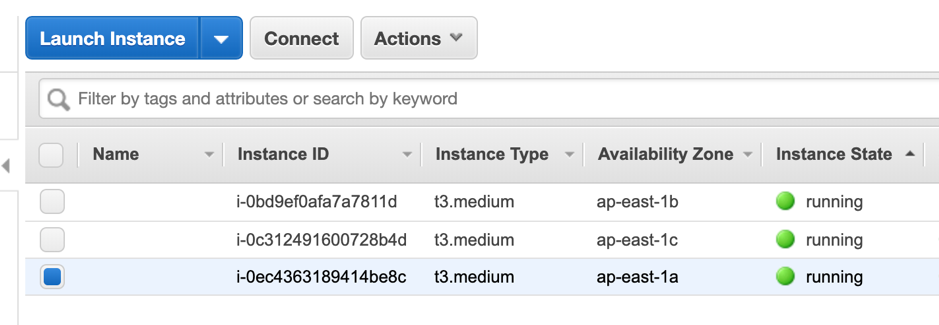 Launch Instance Connect Actions
Filter by tags and attributes or search by keyword
Name Instance ID Instance Type Availability Zone Instance State
i-0bd9ef0afa7a7811d t3.medium ap-east-1b running
i-0c312491600728b4d t3.medium ap-east-1c running
i-0ec4363189414be8c t3.medium ap-east-1a running